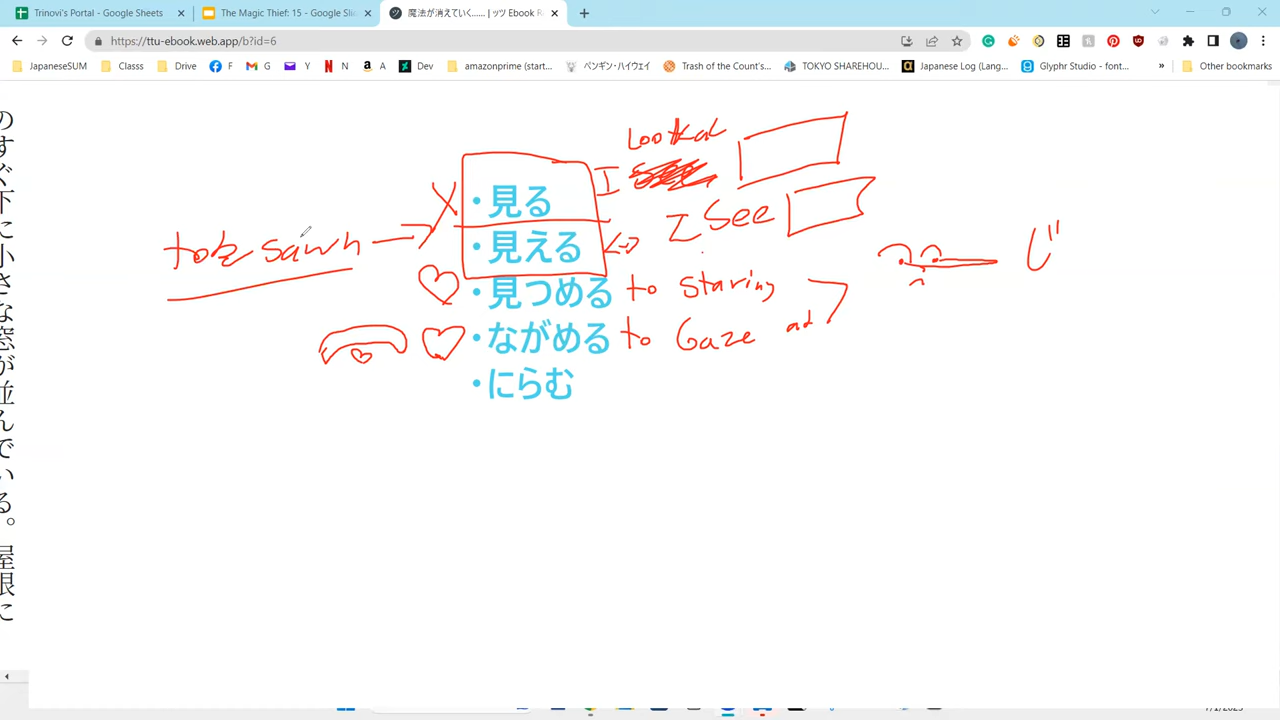 Trinovi's Portal - Google Sheets
The Magic Thief: 15 - Google Sli
魔法が消えていく…… | ッツ Ebook R
https://ttu-ebook.web.app/b?id=6
JapaneseSUM
Classs
Drive
F
G
Y
N
A
Dev
amazonprime (start...
ペンギン・ハイウェイ
Trash of the Count's...
TOKYO SHAREHOU...
Japanese Log (Lang...
Glyphr Studio - font...
»
Other bookmarks
のすぐ下に小さな窓が並んでいる。屋根に
Look at
・見る
I see
・見える
・見つめる to staring
・ながめる to Gaze
・にらむ
じ